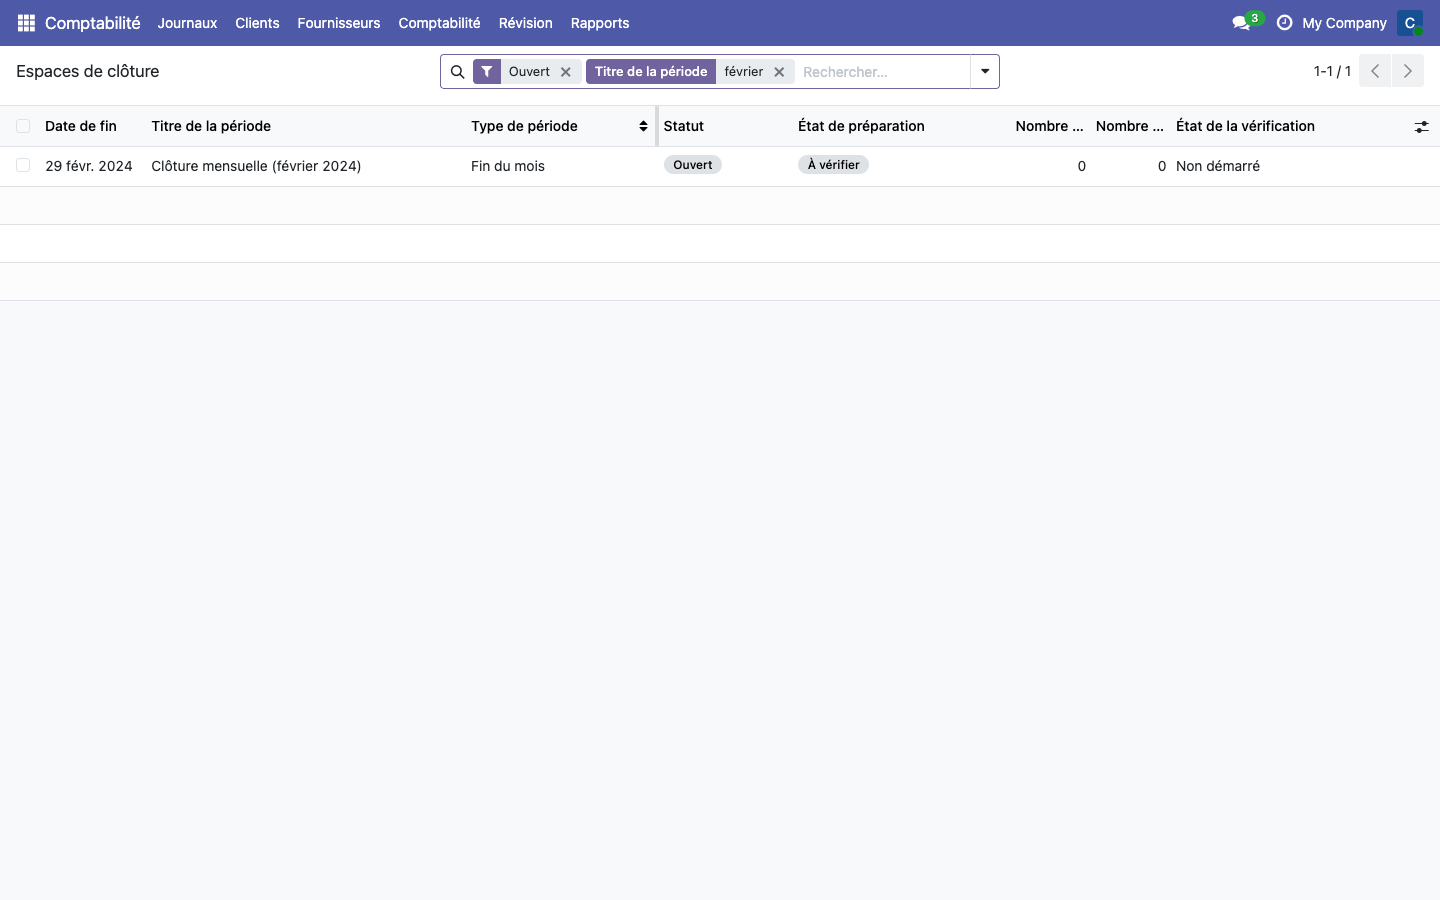 Comptabilité Journaux Clients Fournisseurs Comptabilité Révision Rapports 3 My Company C
Espaces de clôture Ouvert Titre de la période février Rechercher... 1-1 / 1
Date de fin Titre de la période Type de période Statut État de préparation Nombre ... Nombre ... État de la vérification
29 févr. 2024 Clôture mensuelle (février 2024) Fin du mois Ouvert À vérifier 0 0 Non démarré